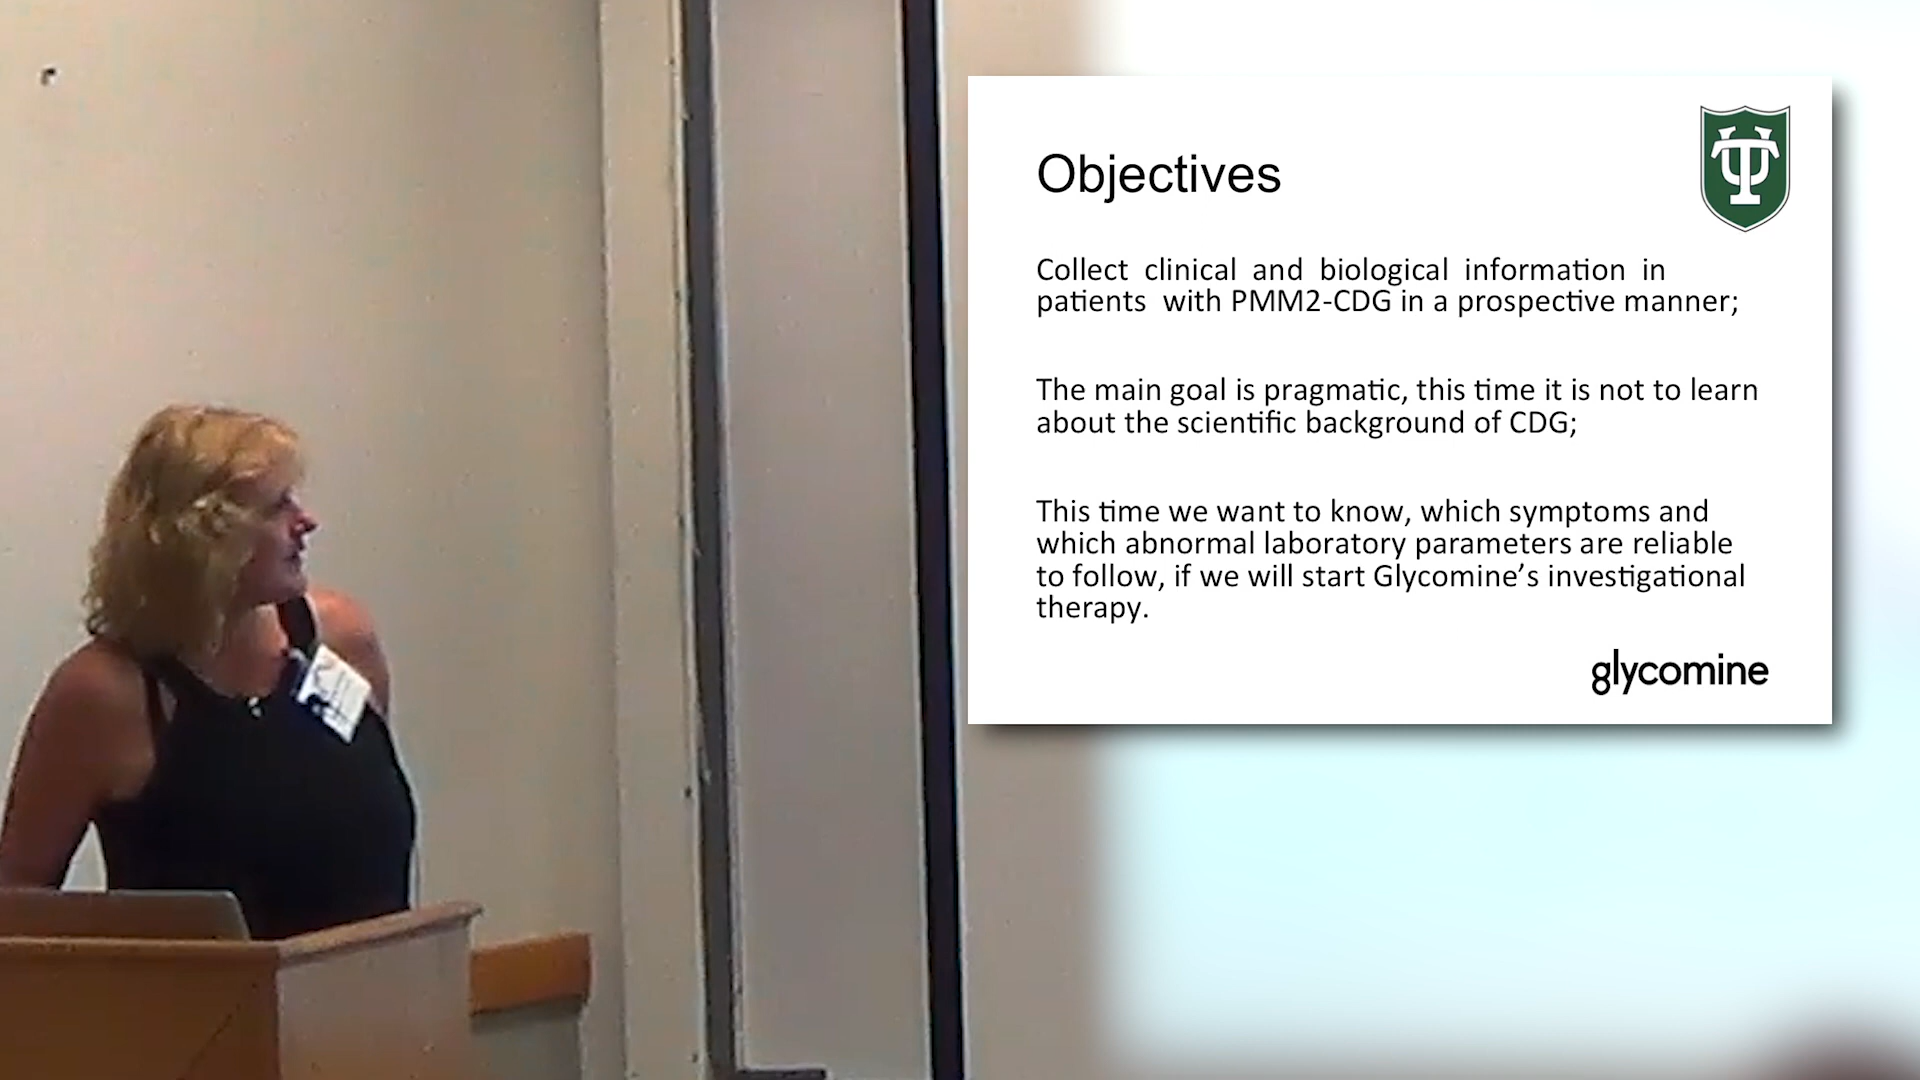 Objectives
Collect clinical and biological information in
patients with PMM2-CDG in a prospective manner;
The main goal is pragmatic, this time it is not to learn
about the scientific background of CDG;
This time we want to know, which symptoms and
which abnormal laboratory parameters are reliable
to follow, if we will start Glycomine’s investigational
therapy.
glycomine